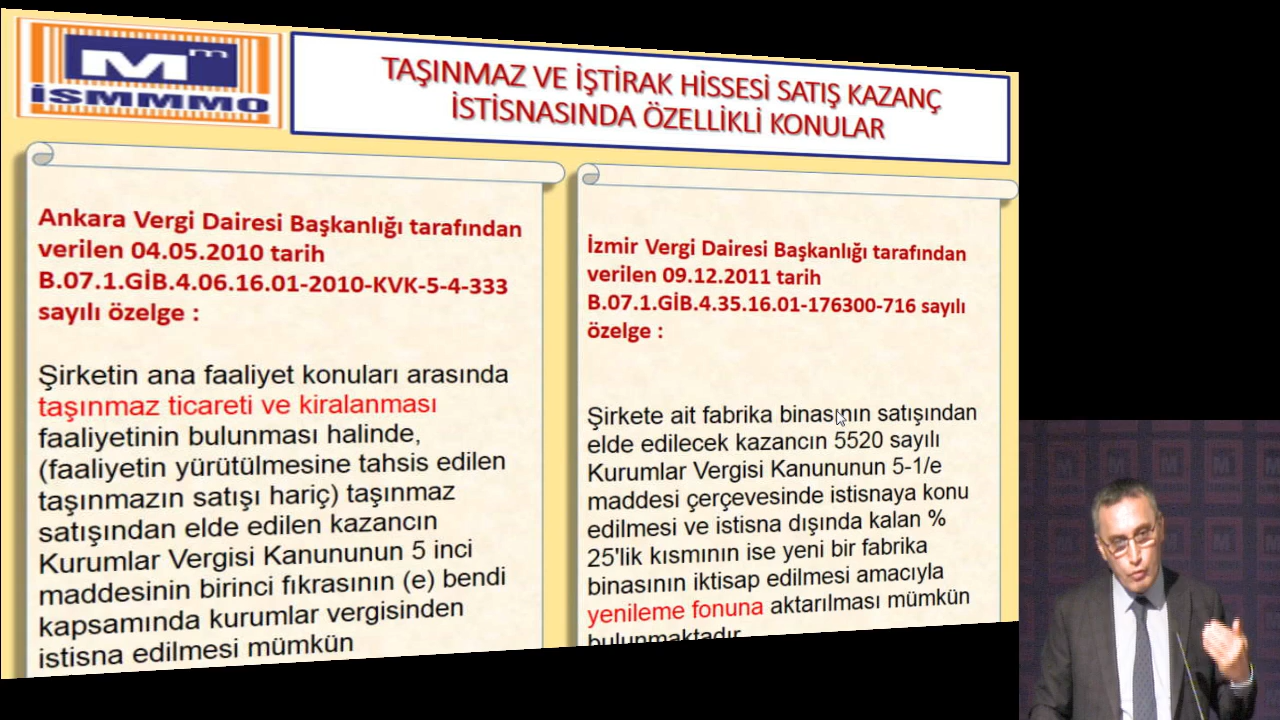 Mm
İSMMMO
TAŞINMAZ VE İŞTİRAK HİSSESİ SATIŞ KAZANÇ
İSTİSNASINDA ÖZELLİKLİ KONULAR
Ankara Vergi Dairesi Başkanlığı tarafından
verilen 04.05.2010 tarih
B.07.1.GİB.4.06.16.01-2010-KVK-5-4-333
sayılı özelge :
Şirketin ana faaliyet konuları arasında
taşınmaz ticareti ve kiralanması
faaliyetinin bulunması halinde,
(faaliyetin yürütülmesine tahsis edilen
taşınmazın satışı hariç) taşınmaz
satışından elde edilen kazancın
Kurumlar Vergisi Kanununun 5 inci
maddesinin birinci fıkrasının (e) bendi
kapsamında kurumlar vergisinden
istisna edilmesi mümkün
İzmir Vergi Dairesi Başkanlığı tarafından
verilen 09.12.2011 tarih
B.07.1.GİB.4.35.16.01-176300-716 sayılı
özelge :
Şirkete ait fabrika binasının satışından
elde edilecek kazancın 5520 sayılı
Kurumlar Vergisi Kanununun 5-1/e
maddesi çerçevesinde istisnaya konu
edilmesi ve istisna dışında kalan %
25'lik kısmının ise yeni bir fabrika
binasının iktisap edilmesi amacıyla
yenileme fonuna aktarılması mümkün
bulunmaktadır